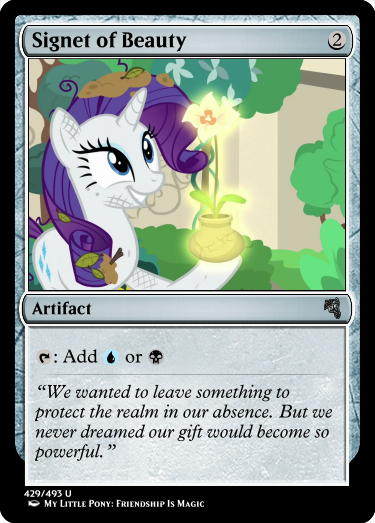 Signet of Beauty 2
Artifact
: Add or
“We wanted to leave something to
protect the realm in our absence. But we
never dreamed our gift would become so
powerful.”
429/493 U
My Little Pony: Friendship Is Magic